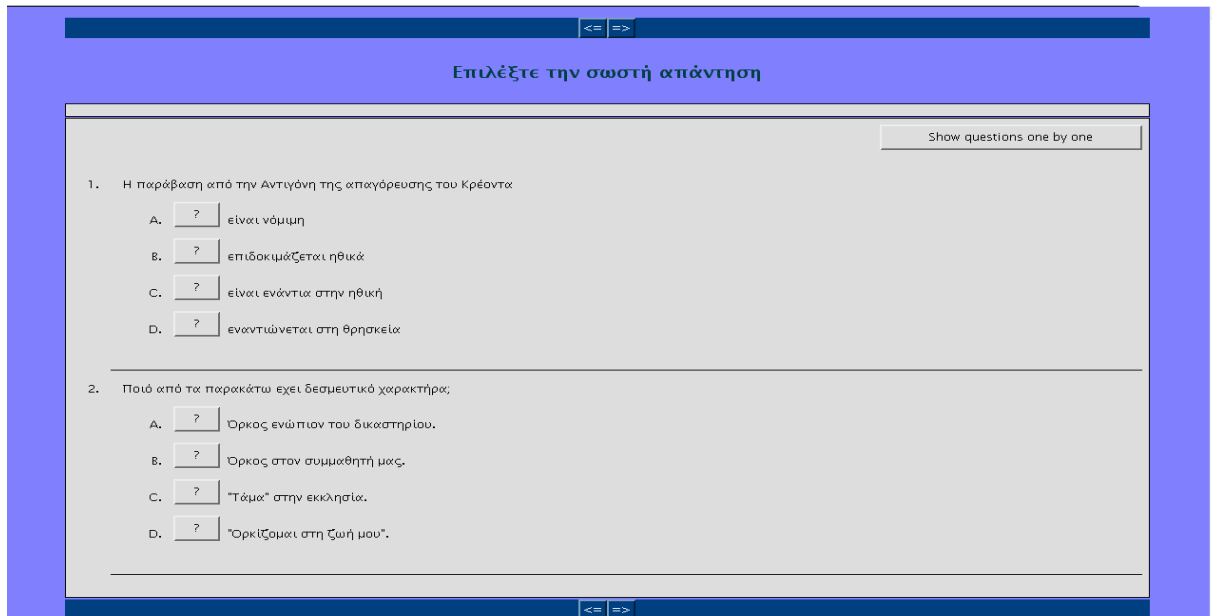 <= =>
Επιλέξτε την σωστή απάντηση
Show questions one by one
1. Η παράβαση από την Αντιγόνη της απαγόρευσης του Κρέοντα
A. ? είναι νόμιμη
B. ? επιδοκιμάζεται ηθικά
C. ? είναι ενάντια στην ηθική
D. ? εναντιώνεται στη θρησκεία
2. Ποιό από τα παρακάτω εχει δεσμευτικό χαρακτήρα;
A. ? Όρκος ενώπιον του δικαστηρίου.
B. ? Όρκος στον συμμαθητή μας.
C. ? "Τάμα" στην εκκλησία.
D. ? "Ορκίζομαι στη ζωή μου".
<= =>